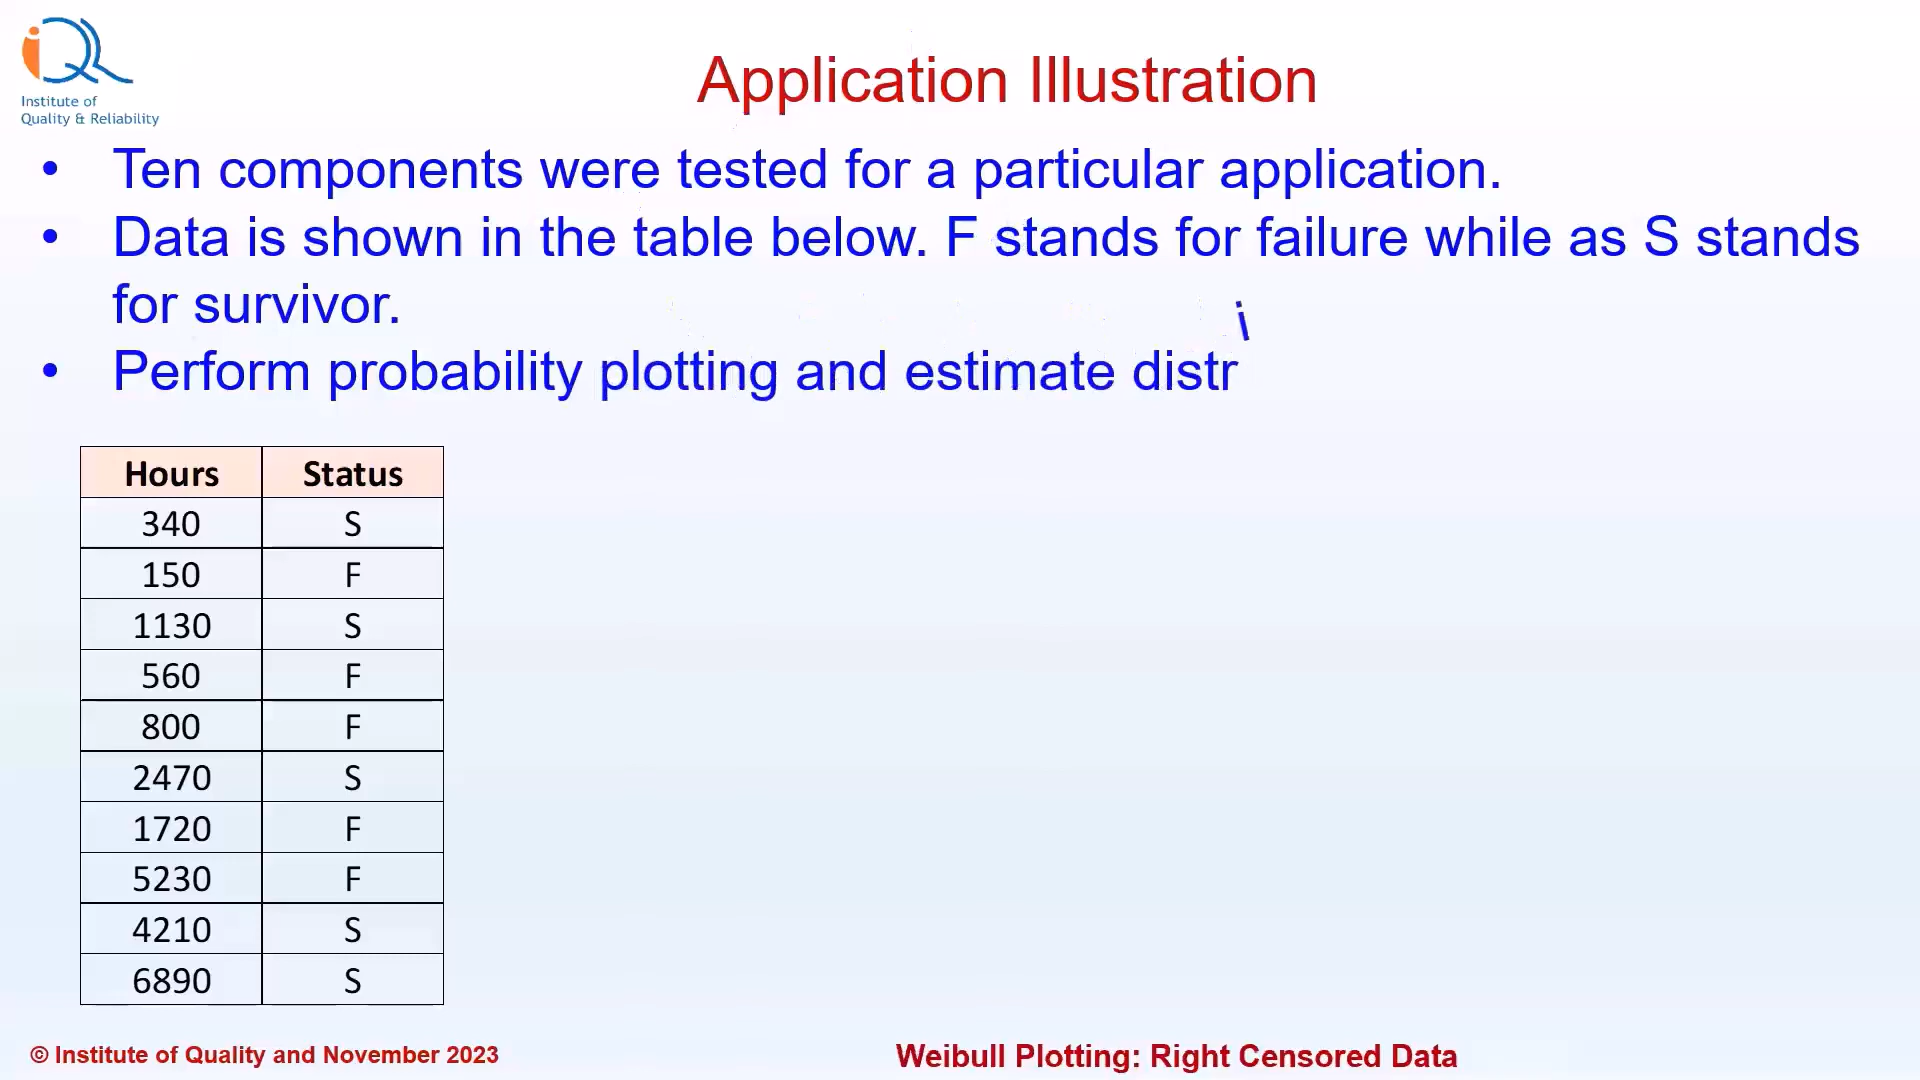 iQL
Institute of
Quality & Reliability
Application Illustration
• Ten components were tested for a particular application.
• Data is shown in the table below. F stands for failure while as S stands
for survivor.
• Perform probability plotting and estimate distri
Hours Status
340 S
150 F
1130 S
560 F
800 F
2470 S
1720 F
5230 F
4210 S
6890 S
© Institute of Quality and November 2023
Weibull Plotting: Right Censored Data